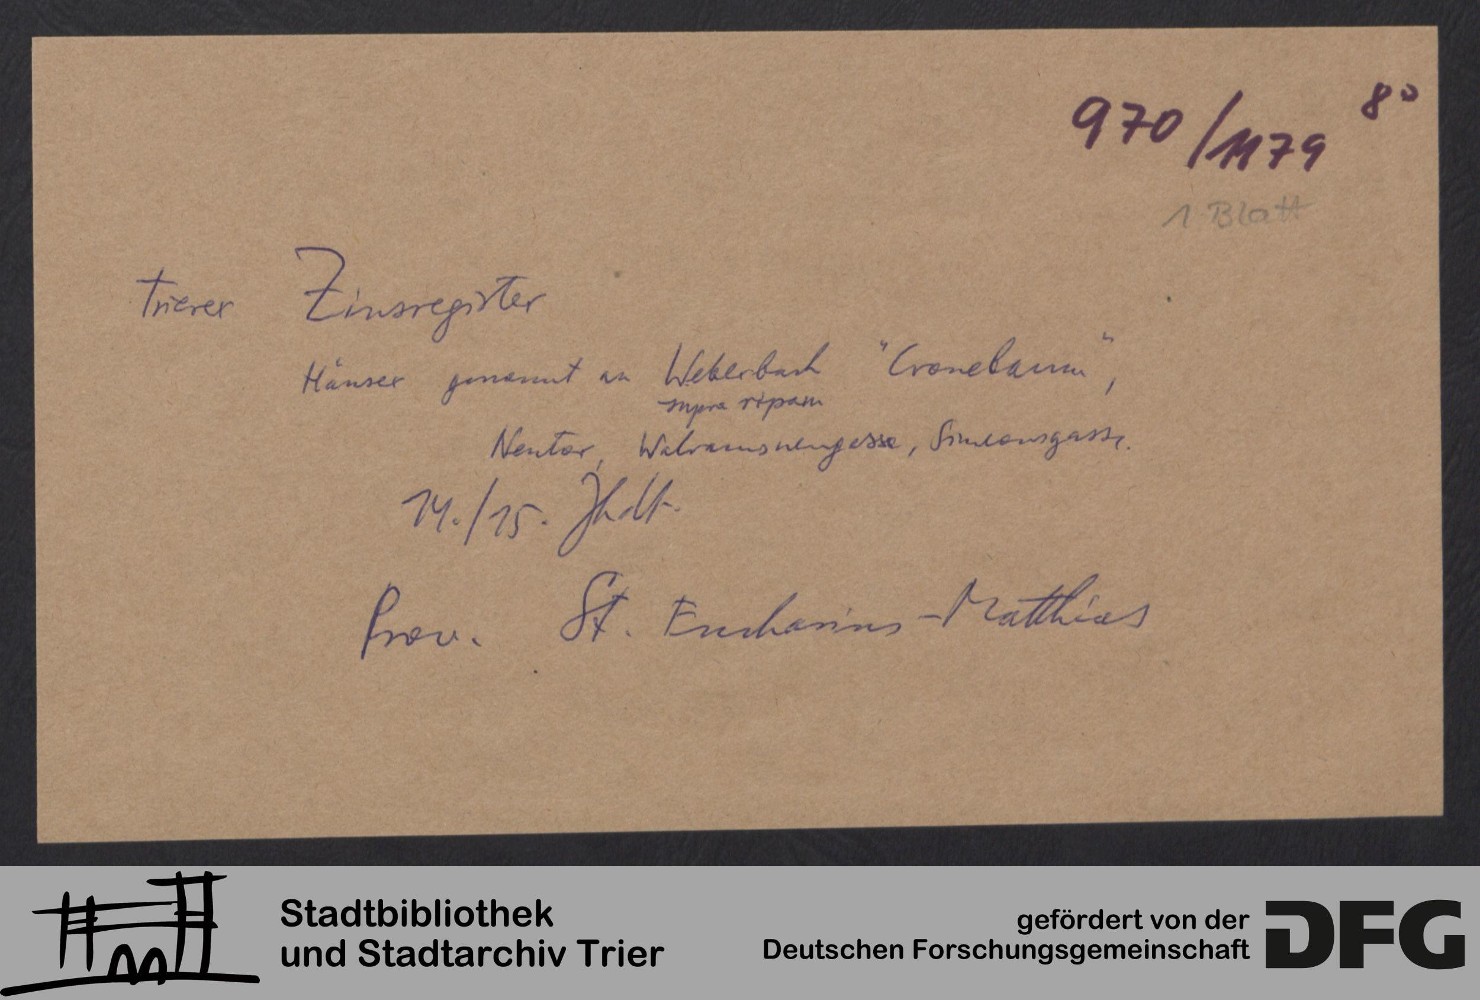 970/1179 8°
1 Blatt
Trierer Zinsregister
Häuser genannt an Weberbach "Cronebaum",
supra ripam
Neutor, Walramsneugasse, Simeonsgasse.
14./15. Jhdt.
Prov. St. Eucharius-Matthias
Stadtbibliothek
und Stadtarchiv Trier
gefördert von der
Deutschen Forschungsgemeinschaft
DFG